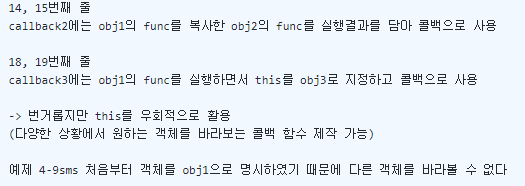 14, 15번째 줄
callback2에는 obj1의 func를 복사한 obj2의 func를 실행결과를 담아 콜백으로 사용
18, 19번째 줄
callback3에는 obj1의 func를 실행하면서 this를 obj3로 지정하고 콜백으로 사용
-> 번거롭지만 this를 우회적으로 활용
(다양한 상황에서 원하는 객체를 바라보는 콜백 함수 제작 가능)
예제 4-9sms 처음부터 객체를 obj1으로 명시하였기 때문에 다른 객체를 바라볼 수 없다